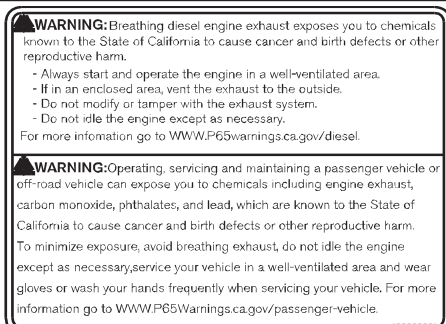 WARNING: Breathing diesel engine exhaust exposes you to chemicals
known to the State of California to cause cancer and birth defects or other
reproductive harm.
- Always start and operate the engine in a well-ventilated area.
- If in an enclosed area, vent the exhaust to the outside.
- Do not modify or tamper with the exhaust system.
- Do not idle the engine except as necessary.
For more infomation go to WWW.P65warnings.ca.gov/diesel.
WARNING:Operating, servicing and maintaining a passenger vehicle or
off-road vehicle can expose you to chemicals including engine exhaust,
carbon monoxide, phthalates, and lead, which are known to the State of
California to cause cancer and birth defects or other reproductive harm.
To minimize exposure, avoid breathing exhaust, do not idle the engine
except as necessary,service your vehicle in a well-ventilated area and wear
gloves or wash your hands frequently when servicing your vehicle. For more
information go to WWW.P65Warnings.ca.gov/passenger-vehicle.